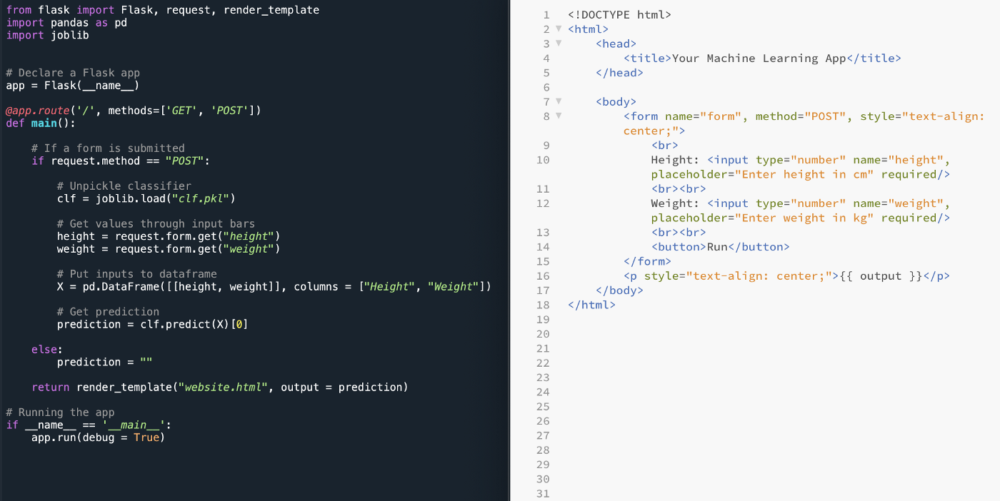 from flask import Flask, request, render_template
import pandas as pd
import joblib
# Declare a Flask app
app = Flask(__name__)
@app.route('/', methods=['GET', 'POST'])
def main():
    # If a form is submitted
    if request.method == "POST":
        # Unpickle classifier
        clf = joblib.load("clf.pkl")
        # Get values through input bars
        height = request.form.get("height")
        weight = request.form.get("weight")
        # Put inputs to dataframe
        X = pd.DataFrame([[height, weight]], columns = ["Height", "Weight"])
        # Get prediction
        prediction = clf.predict(X)[0]
    else:
        prediction = ""
    return render_template("website.html", output = prediction)
# Running the app
if __name__ == '__main__':
    app.run(debug = True)
1 <!DOCTYPE html>
2 <html>
3     <head>
4         <title>Your Machine Learning App</title>
5     </head>
6
7     <body>
8         <form name="form", method="POST", style="text-align:
center;">
9             <br>
10             Height: <input type="number" name="height",
placeholder="Enter height in cm" required/>
11             <br><br>
12             Weight: <input type="number" name="weight",
placeholder="Enter weight in kg" required/>
13             <br><br>
14             <button>Run</button>
15         </form>
16         <p style="text-align: center;">{{ output }}</p>
17     </body>
18 </html>
19
20
21
22
23
24
25
26
27
28
29
30
31